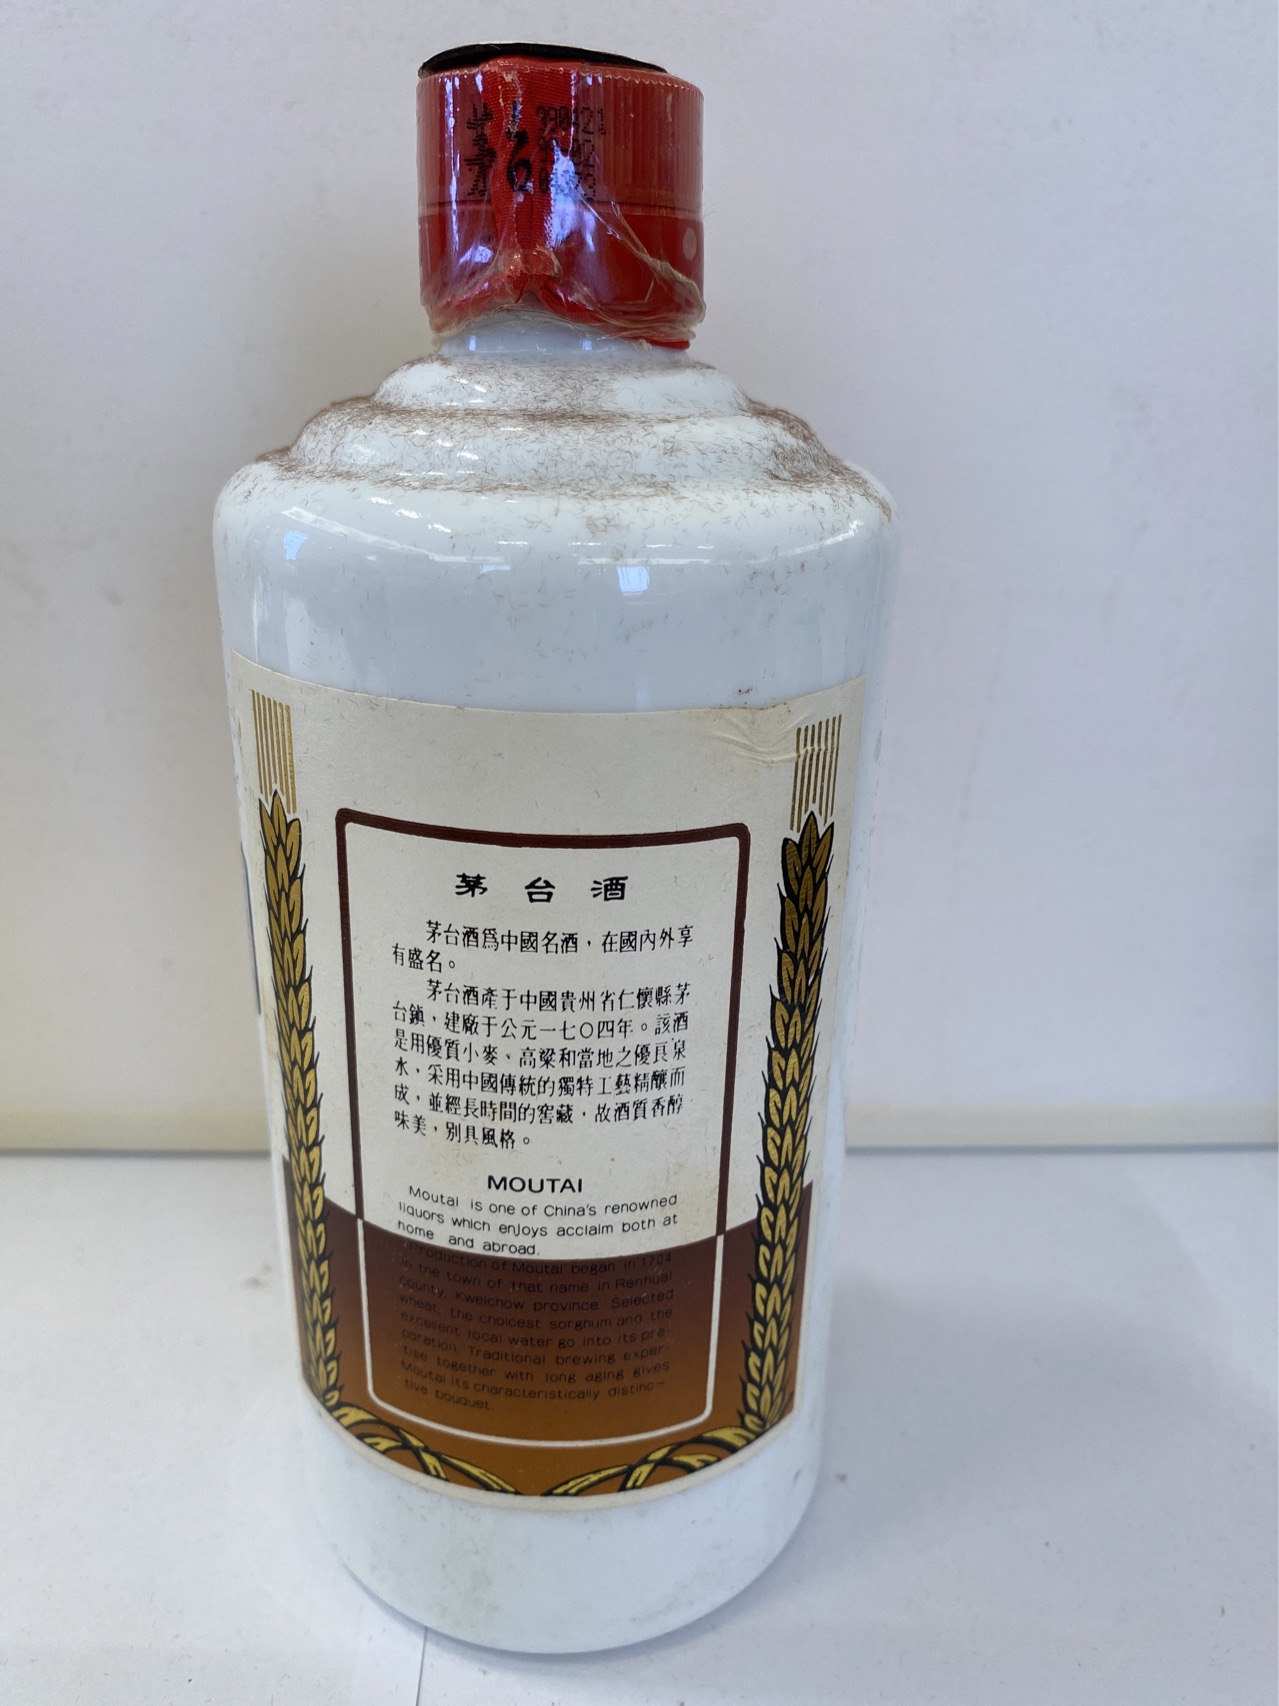 茅台
990421
茅台酒
茅台酒爲中國名酒，在國內外享
有盛名。
茅台酒產于中國貴州省仁懷縣茅
台鎮，建廠于公元一七〇四年。該酒
是用優質小麥、高粱和當地之優良泉
水，采用中國傳統的獨特工藝精釀而
成，並經長時間的窖藏，故酒質香醇
味美，別具風格。
MOUTAI
Moutai is one of China's renowned
liquors which enjoys acclaim both at
home and abroad.
Production of Moutai began in 1704
in the town of that name in Renhuai
county, Kweichow province. Selected
wheat, the choicest sorghum and the
excellent local water go into its pre-
paration. Traditional brewing exper-
tise together with long aging gives
Moutai its characteristically distinc-
tive bouquet.